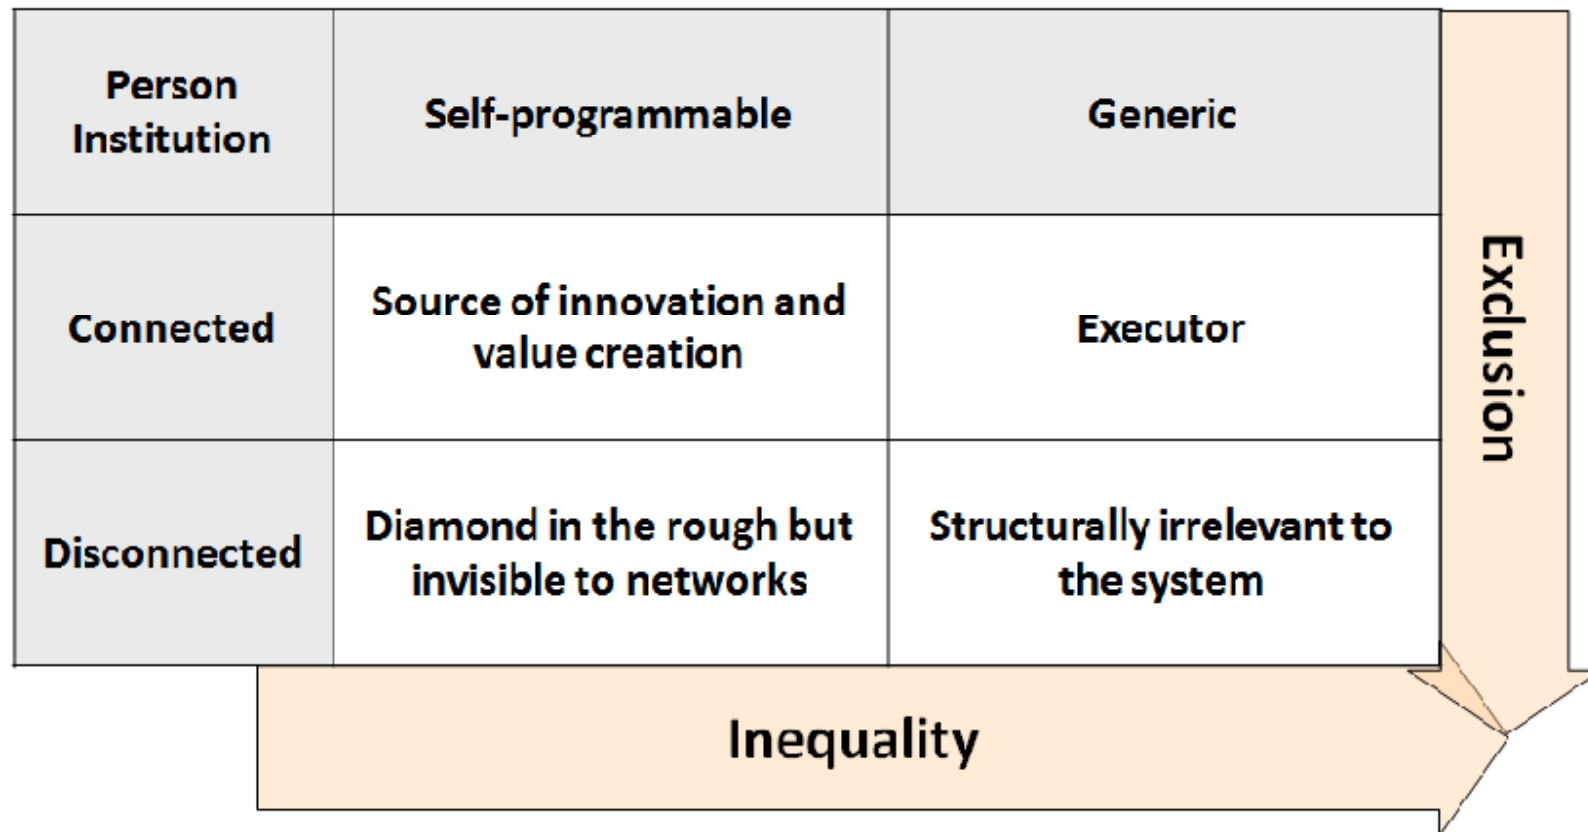 Person
Institution
Self-programmable
Generic
Connected
Source of innovation and
value creation
Executor
Disconnected
Diamond in the rough but
invisible to networks
Structurally irrelevant to
the system
Exclusion
Inequality